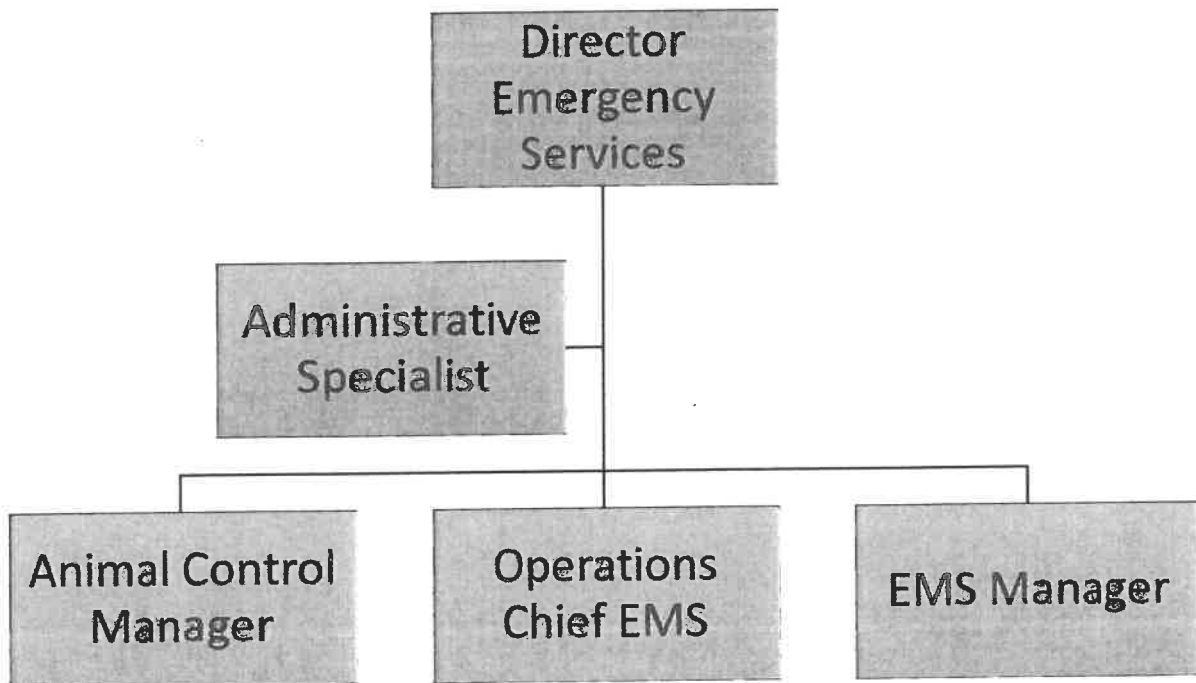 Director
Emergency
Services
Administrative
Specialist
Animal Control
Manager
Operations
Chief EMS
EMS Manager